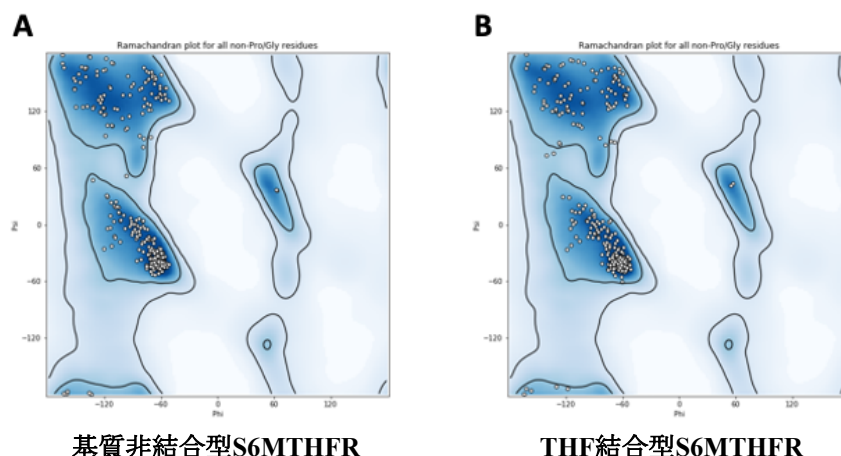 A
B
Ramachandran plot for all non-Pro/Gly residues
Ramachandran plot for all non-Pro/Gly residues
120
60
0
−60
−120
Psi
−120
−60
0
60
120
Phi
120
60
0
−60
−120
Psi
−120
−60
0
60
120
Phi
基質非結合型S6MTHFR
THF結合型S6MTHFR